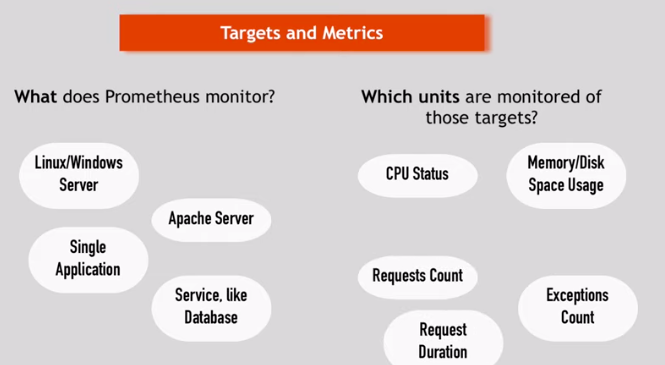 Targets and Metrics
What does Prometheus monitor?
Linux/Windows
Server
Apache Server
Single
Application
Service, like
Database
Which units are monitored of
those targets?
CPU Status
Memory/Disk
Space Usage
Requests Count
Exceptions
Count
Request
Duration